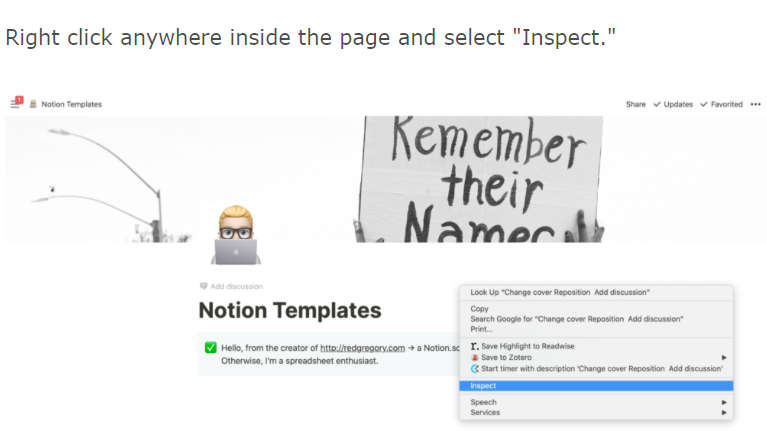 Right click anywhere inside the page and select "Inspect."
1
Notion Templates
Share ✓ Updates ✓ Favorited •••
Remember
their
Names
Add discussion
Notion Templates
Hello, from the creator of http://redgregory.com → a Notion.so
Otherwise, I'm a spreadsheet enthusiast.
Look Up "Change cover Reposition Add discussion"
Copy
Search Google for "Change cover Reposition Add discussion"
Print...
r. Save Highlight to Readwise
Save to Zotero
Start timer with description 'Change cover Reposition Add discussion'
Inspect
Speech
Services